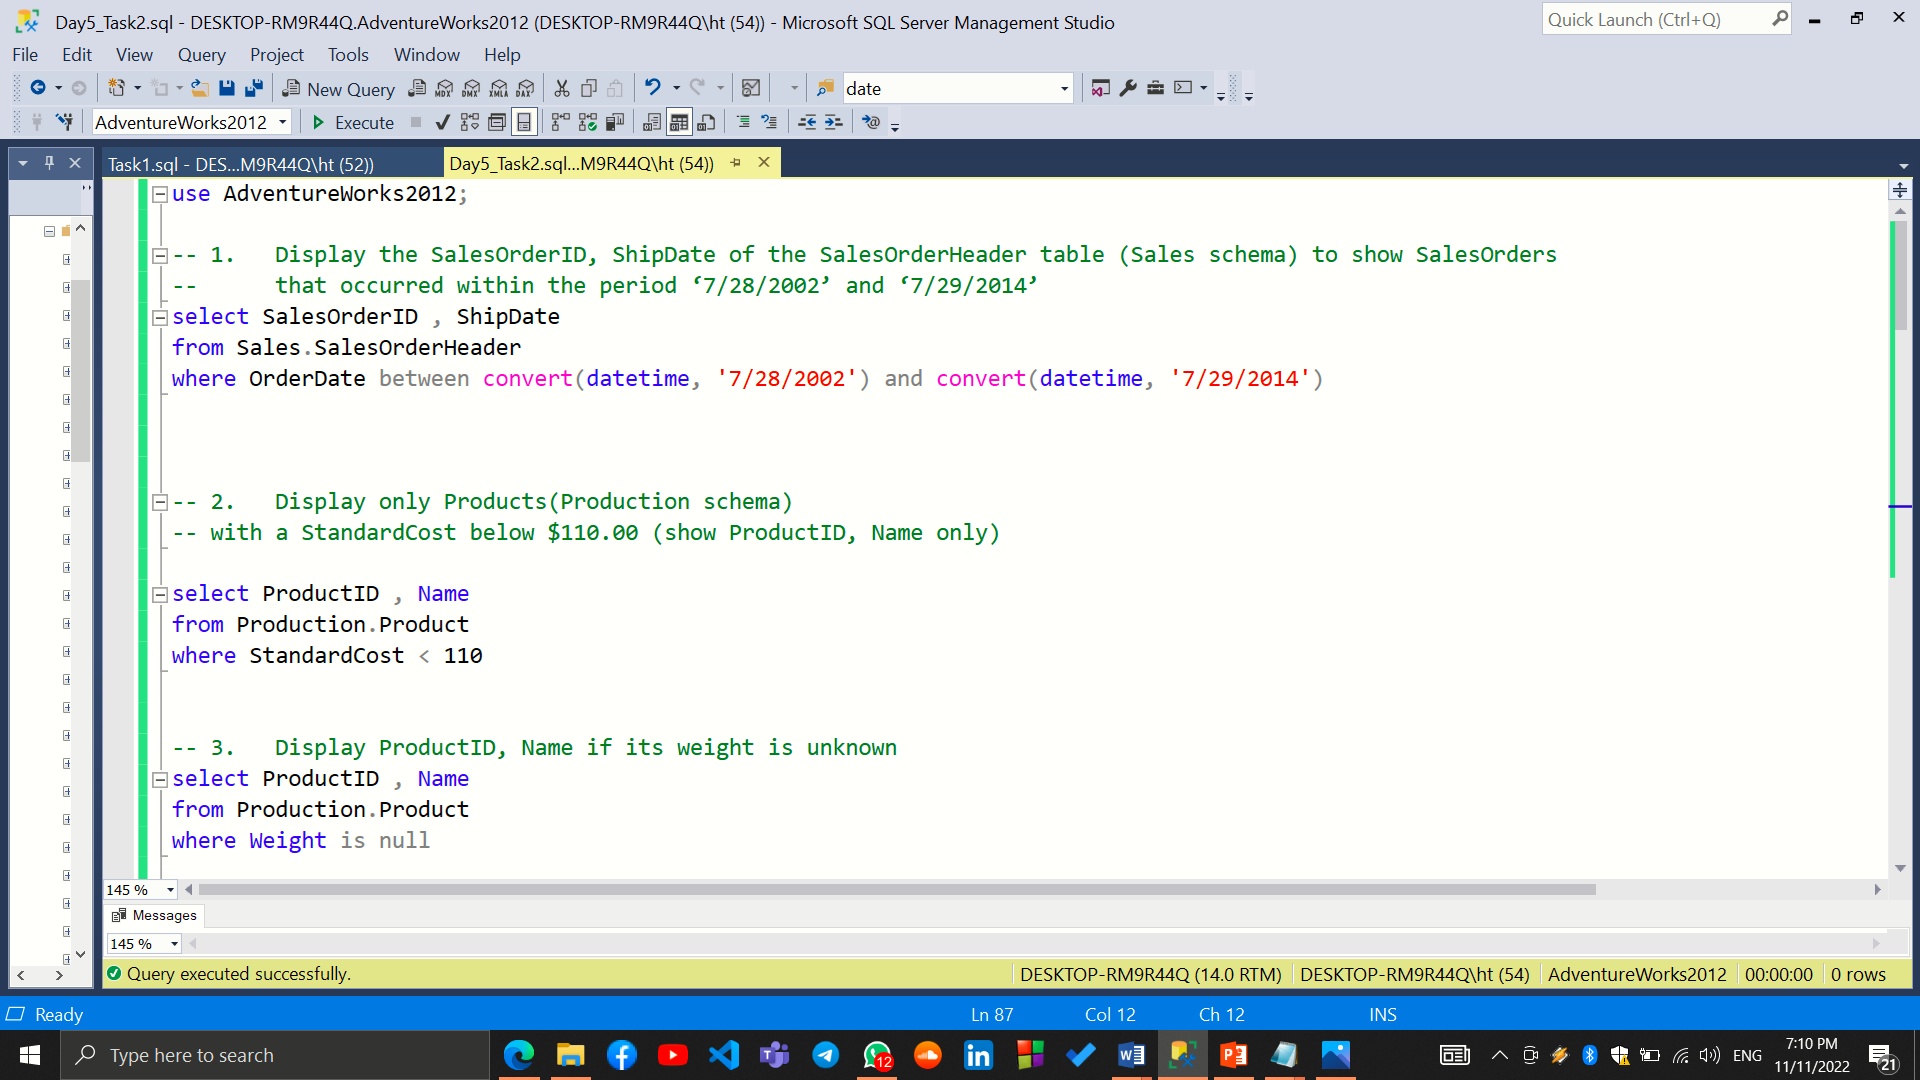 Day5_Task2.sql - DESKTOP-RM9R44Q.AdventureWorks2012 (DESKTOP-RM9R44Q\ht (54)) - Microsoft SQL Server Management Studio
Quick Launch (Ctrl+Q)
File Edit View Query Project Tools Window Help
New Query MDX DMX XMLA DAX date
AdventureWorks2012 Execute
Task1.sql - DES...M9R44Q\ht (52))
Day5_Task2.sql...M9R44Q\ht (54))
use AdventureWorks2012;
-- 1. Display the SalesOrderID, ShipDate of the SalesOrderHeader table (Sales schema) to show SalesOrders
-- that occurred within the period ‘7/28/2002’ and ‘7/29/2014’
select SalesOrderID , ShipDate
from Sales.SalesOrderHeader
where OrderDate between convert(datetime, '7/28/2002') and convert(datetime, '7/29/2014')
-- 2. Display only Products(Production schema)
-- with a StandardCost below $110.00 (show ProductID, Name only)
select ProductID , Name
from Production.Product
where StandardCost < 110
-- 3. Display ProductID, Name if its weight is unknown
select ProductID , Name
from Production.Product
where Weight is null
145 %
Messages
145 %
Query executed successfully.
DESKTOP-RM9R44Q (14.0 RTM) DESKTOP-RM9R44Q\ht (54) AdventureWorks2012 00:00:00 0 rows
Ready Ln 87 Col 12 Ch 12 INS
Type here to search
12
ENG
7:10 PM
11/11/2022
21